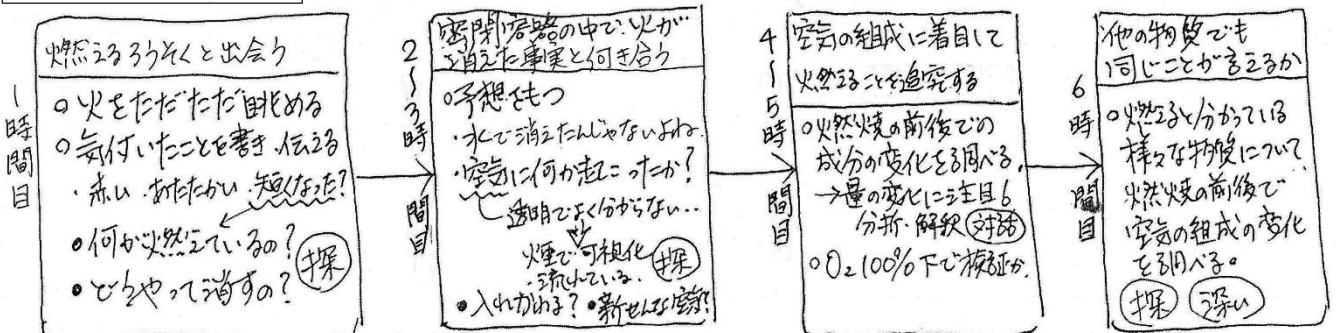 1時間目
燃えるろうそくと出会う
○火をただただ眺める
○気付いたことを書き、伝える
・赤い・あたたかい・短くなった?
●何が燃えているの?
●どうやって消すの?
探
2~3時間目
密閉容器の中で、火が
消えた事実と向き合う
○予想をもつ
・水で消えたんじゃないよね。
・空気に何か起こったか?
透明でよく分からない..
煙で可視化
流れている。
探
●入れかわる? ●新せんな空気?
4~5時間目
空気の組成に着目して
燃えることを追究する
○燃焼の前後での
成分の変化を調べる。
→量の変化に注目し
分析・解釈 対話
○O₂100%下で検証
6時間目
他の物質でも
同じことが言えるか
○燃えると分かっている
様々な物質について、
燃焼の前後で
空気の組成の変化
を調べる。
探 深い